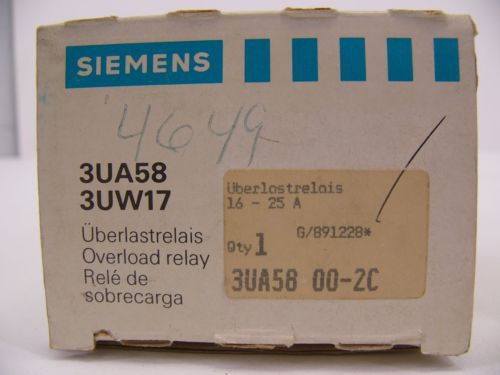 SIEMENS
4649
3UA58
3UW17
Überlastrelais
Overload relay
Relé de
sobrecarga
Überlastrelais
16 - 25 A
G/891228*
Qty 1
3UA58 00-2C